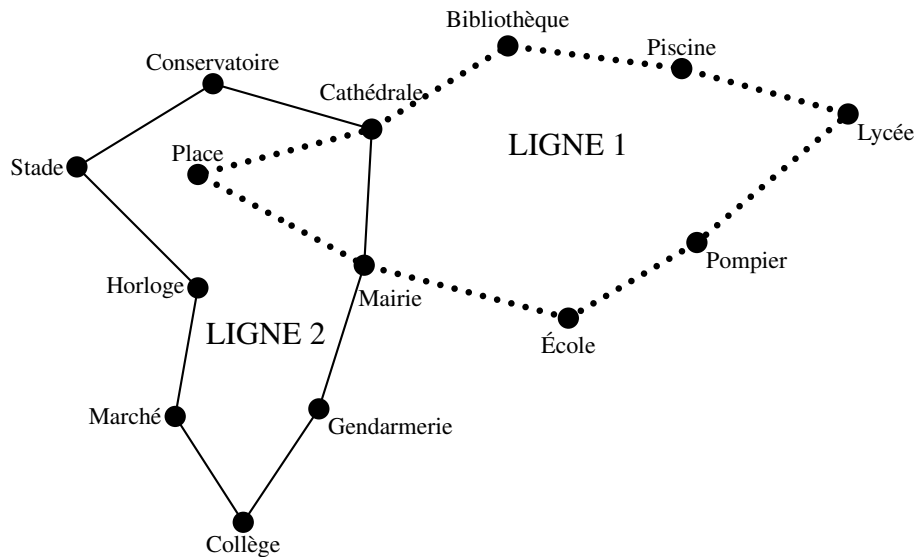 Bibliothèque
Piscine
Conservatoire
Cathédrale
Lycée
LIGNE 1
Place
Stade
Pompier
Horloge
Mairie
LIGNE 2
École
Marché
Gendarmerie
Collège